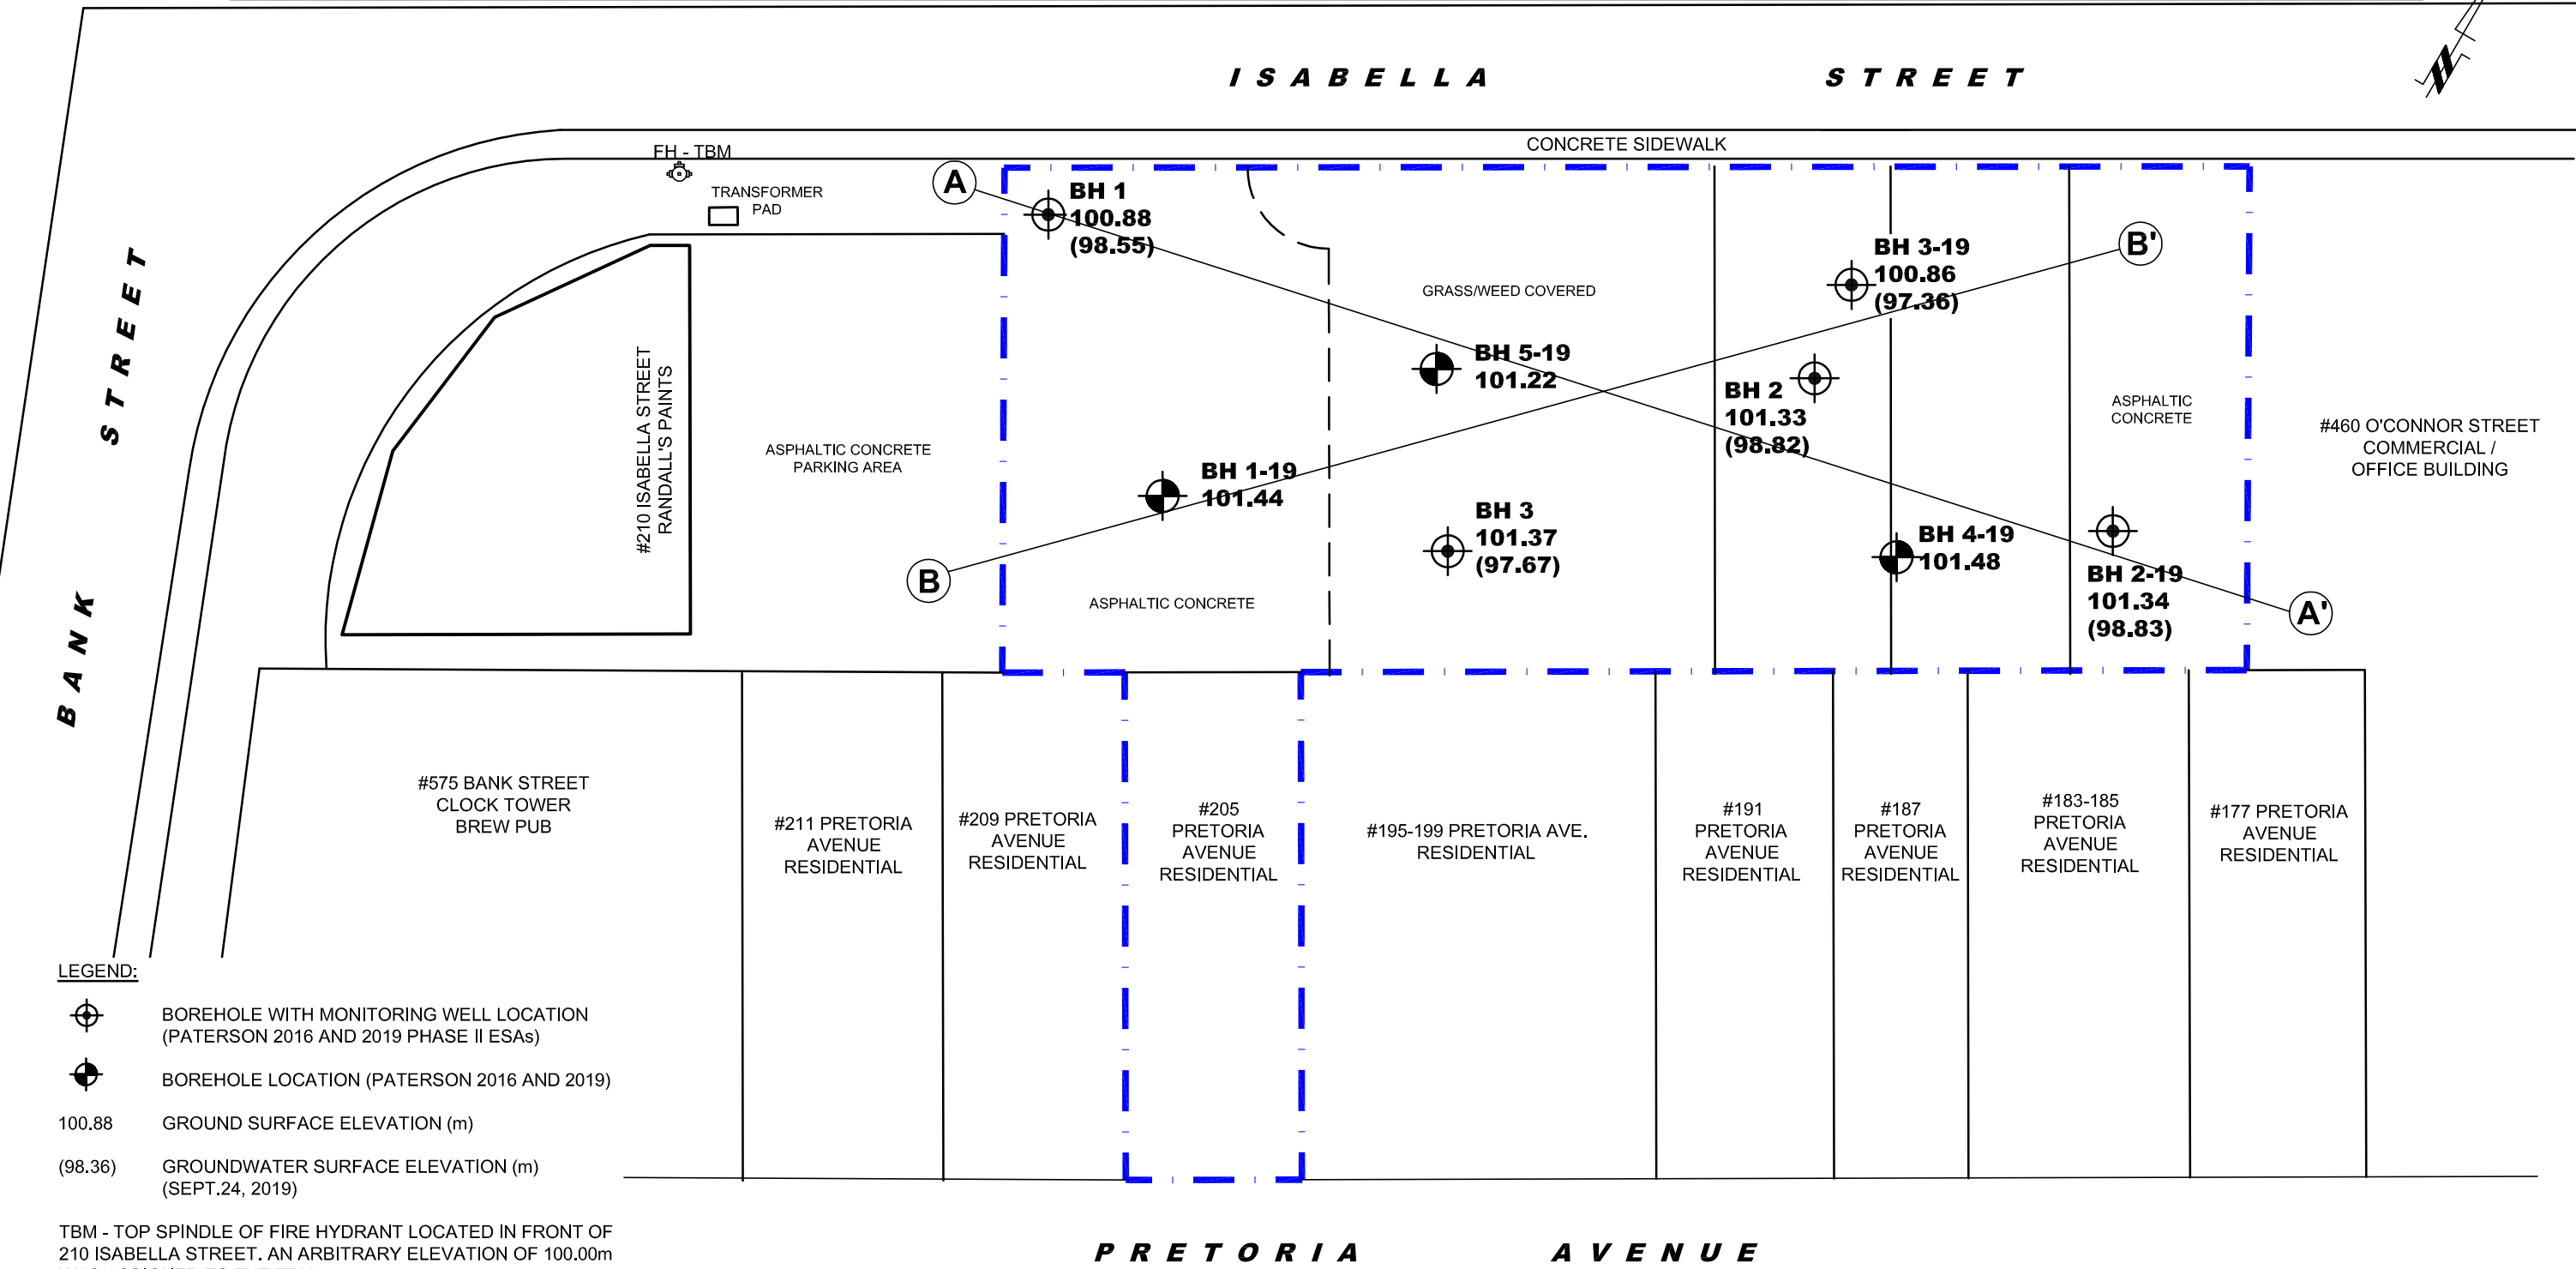 ISABELLA STREET
CONCRETE SIDEWALK
FH - TBM
TRANSFORMER
PAD
A
BH 1
100.88
(98.55)
BH 3-19
100.86
(97.36)
B'
GRASS/WEED COVERED
BANK STREET
#210 ISABELLA STREET
RANDALL'S PAINTS
ASPHALTIC CONCRETE
PARKING AREA
BH 5-19
101.22
BH 2
101.33
(98.82)
ASPHALTIC
CONCRETE
#460 O'CONNOR STREET
COMMERCIAL /
OFFICE BUILDING
BH 1-19
101.44
BH 3
101.37
(97.67)
BH 4-19
101.48
BH 2-19
101.34
(98.83)
B
A'
ASPHALTIC CONCRETE
#575 BANK STREET
CLOCK TOWER
BREW PUB
#211 PRETORIA
AVENUE
RESIDENTIAL
#209 PRETORIA
AVENUE
RESIDENTIAL
#205
PRETORIA
AVENUE
RESIDENTIAL
#195-199 PRETORIA AVE.
RESIDENTIAL
#191
PRETORIA
AVENUE
RESIDENTIAL
#187
PRETORIA
AVENUE
RESIDENTIAL
#183-185
PRETORIA
AVENUE
RESIDENTIAL
#177 PRETORIA
AVENUE
RESIDENTIAL
LEGEND:
BOREHOLE WITH MONITORING WELL LOCATION
(PATERSON 2016 AND 2019 PHASE II ESAs)
BOREHOLE LOCATION (PATERSON 2016 AND 2019)
100.88 GROUND SURFACE ELEVATION (m)
(98.36) GROUNDWATER SURFACE ELEVATION (m)
(SEPT.24, 2019)
TBM - TOP SPINDLE OF FIRE HYDRANT LOCATED IN FRONT OF
210 ISABELLA STREET. AN ARBITRARY ELEVATION OF 100.00m
PRETORIA AVENUE